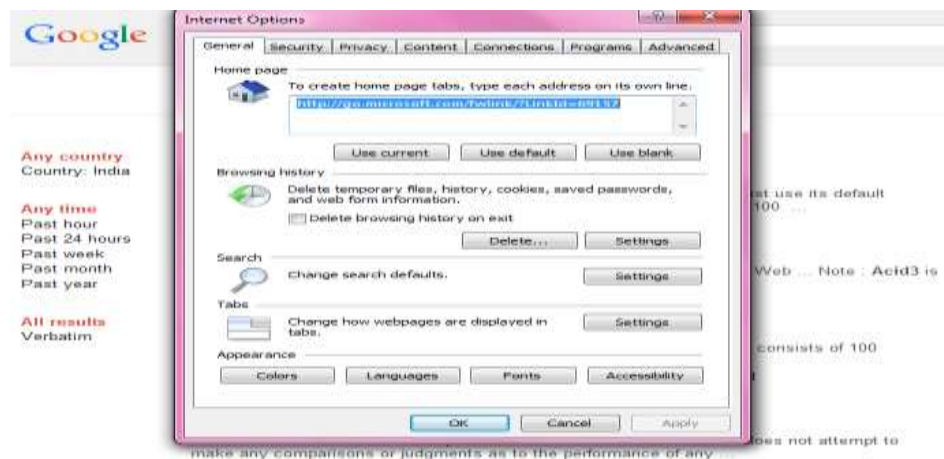 Google
Any country
Country: India
Any time
Past hour
Past 24 hours
Past week
Past month
Past year
All results
Verbatim
Internet Options
General Security Privacy Content Connections Programs Advanced
Home page
To create home page tabs, type each address on its own line.
http://go.microsoft.com/fwlink/?LinkId=69157
Use current Use default Use blank
Browsing history
Delete temporary files, history, cookies, saved passwords,
and web form information.
Delete browsing history on exit
Delete... Settings
Search
Change search defaults. Settings
Tabs
Change how webpages are displayed in
tabs.
Settings
Appearance
Colors Languages Fonts Accessibility
OK Cancel Apply
use its default
100 ...
Web ... Note : Acid3 is
consists of 100
does not attempt to
make any comparisons or judgments as to the performance of any ...